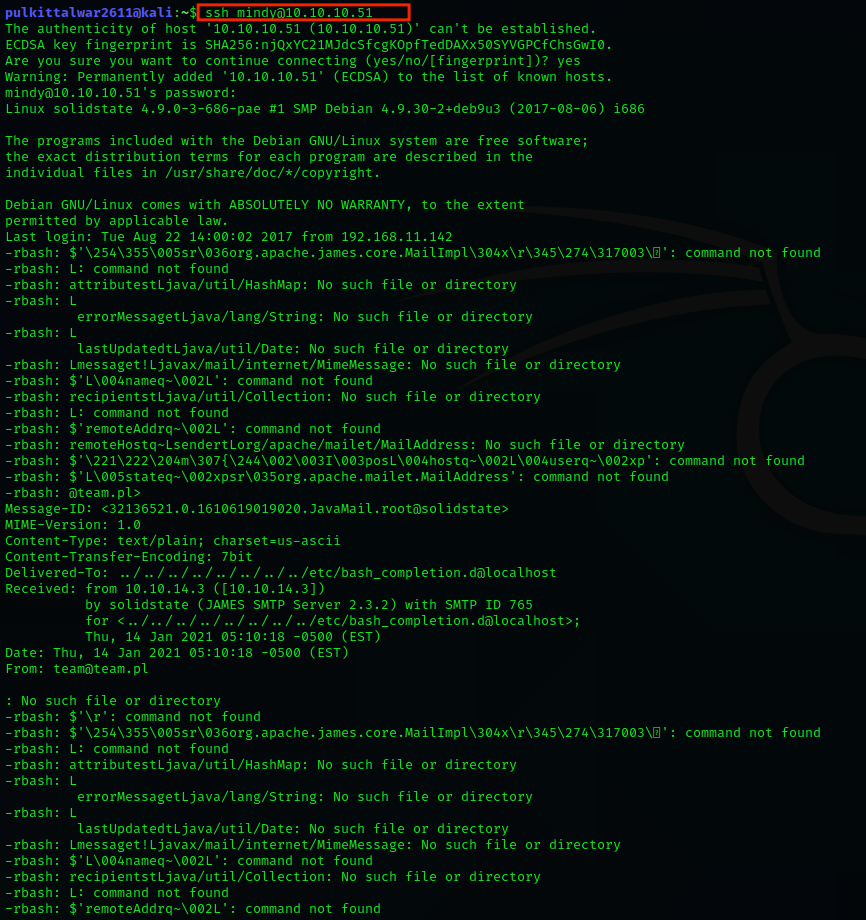 pulkittalwar2611@kali:~$ ssh mindy@10.10.10.51
The authenticity of host '10.10.10.51 (10.10.10.51)' can't be established.
ECDSA key fingerprint is SHA256:njQxYC21MJdcSfcgKOpfTedDAXx50SYVGPCfChsGwI0.
Are you sure you want to continue connecting (yes/no/[fingerprint])? yes
Warning: Permanently added '10.10.10.51' (ECDSA) to the list of known hosts.
mindy@10.10.10.51's password:
Linux solidstate 4.9.0-3-686-pae #1 SMP Debian 4.9.30-2+deb9u3 (2017-08-06) i686
The programs included with the Debian GNU/Linux system are free software;
the exact distribution terms for each program are described in the
individual files in /usr/share/doc/*/copyright.
Debian GNU/Linux comes with ABSOLUTELY NO WARRANTY, to the extent
permitted by applicable law.
Last login: Tue Aug 22 14:00:02 2017 from 192.168.11.142
-rbash: $'\254\355\005sr\036org.apache.james.core.MailImpl\304x\r\345\274\317003\': command not found
-rbash: L: command not found
-rbash: attributestLjava/util/HashMap: No such file or directory
-rbash: L
errorMessagetLjava/lang/String: No such file or directory
-rbash: L
lastUpdatedtLjava/util/Date: No such file or directory
-rbash: Lmessaget!Ljavax/mail/internet/MimeMessage: No such file or directory
-rbash: $'L\004nameq~\002L': command not found
-rbash: recipientstLjava/util/Collection: No such file or directory
-rbash: L: command not found
-rbash: $'remoteAddrq~\002L': command not found
-rbash: remoteHostq~LsendertLorg/apache/mailet/MailAddress: No such file or directory
-rbash: $'\221\222\204m\307{\244\002\003I\003posL\004hostq~\002L\004userq~\002xp': command not found
-rbash: $'L\005stateq~\002xpsr\035org.apache.mailet.MailAddress': command not found
-rbash: @team.pl>
Message-ID: <32136521.0.1610619019020.JavaMail.root@solidstate>
MIME-Version: 1.0
Content-Type: text/plain; charset=us-ascii
Content-Transfer-Encoding: 7bit
Delivered-To: ../../../../../../../../etc/bash_completion.d@localhost
Received: from 10.10.14.3 ([10.10.14.3])
by solidstate (JAMES SMTP Server 2.3.2) with SMTP ID 765
for <../../../../../../../../etc/bash_completion.d@localhost>;
Thu, 14 Jan 2021 05:10:18 -0500 (EST)
Date: Thu, 14 Jan 2021 05:10:18 -0500 (EST)
From: team@team.pl
: No such file or directory
-rbash: $'\r': command not found
-rbash: $'\254\355\005sr\036org.apache.james.core.MailImpl\304x\r\345\274\317003\': command not found
-rbash: L: command not found
-rbash: attributestLjava/util/HashMap: No such file or directory
-rbash: L
errorMessagetLjava/lang/String: No such file or directory
-rbash: L
lastUpdatedtLjava/util/Date: No such file or directory
-rbash: Lmessaget!Ljavax/mail/internet/MimeMessage: No such file or directory
-rbash: $'L\004nameq~\002L': command not found
-rbash: recipientstLjava/util/Collection: No such file or directory
-rbash: L: command not found
-rbash: $'remoteAddrq~\002L': command not found